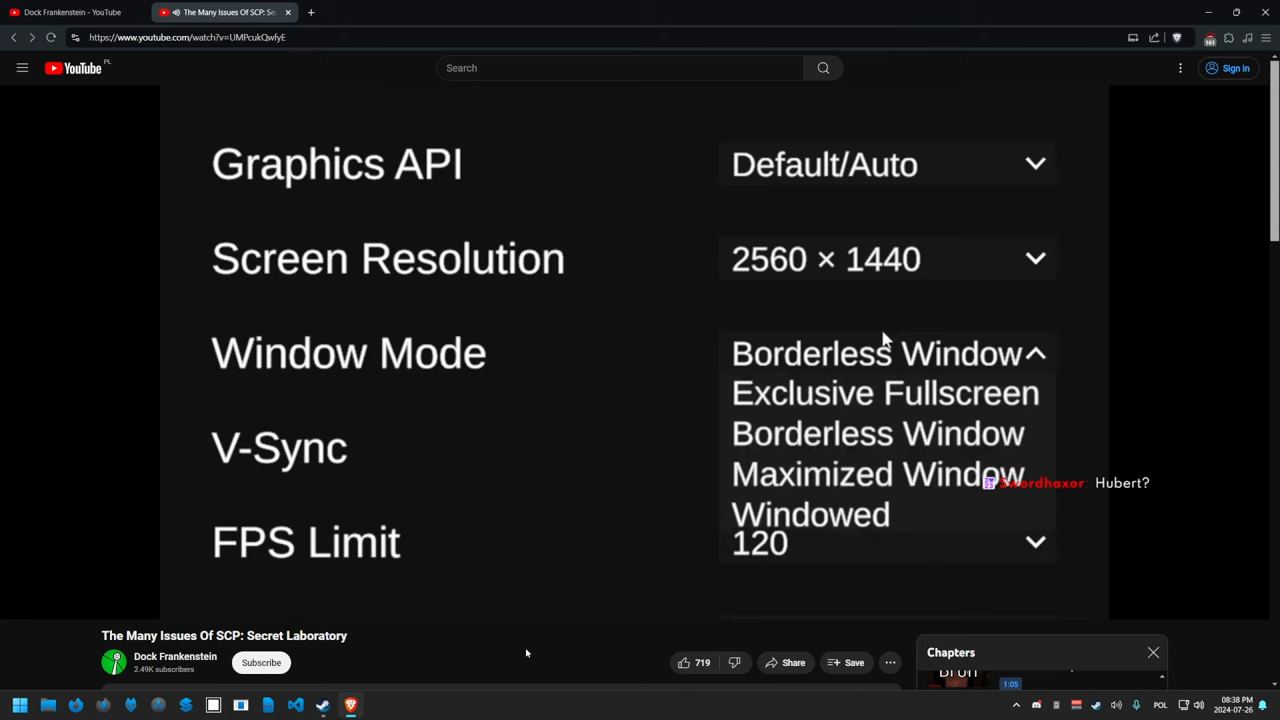 Dock Frankenstein - YouTube
The Many Issues Of SCP: Sec
https://www.youtube.com/watch?v=UMPcukQwfyE
161
YouTube PL
Search
Sign in
Graphics API
Default/Auto
Screen Resolution
2560 × 1440
Window Mode
Borderless Window
Exclusive Fullscreen
Borderless Window
V-Sync
Maximized Window
Swordhaxor: Hubert?
Windowed
FPS Limit
120
The Many Issues Of SCP: Secret Laboratory
Dock Frankenstein
2.49K subscribers
Subscribe
719
Share
Save
Chapters
1:05
POL
08:38 PM
2024-07-26